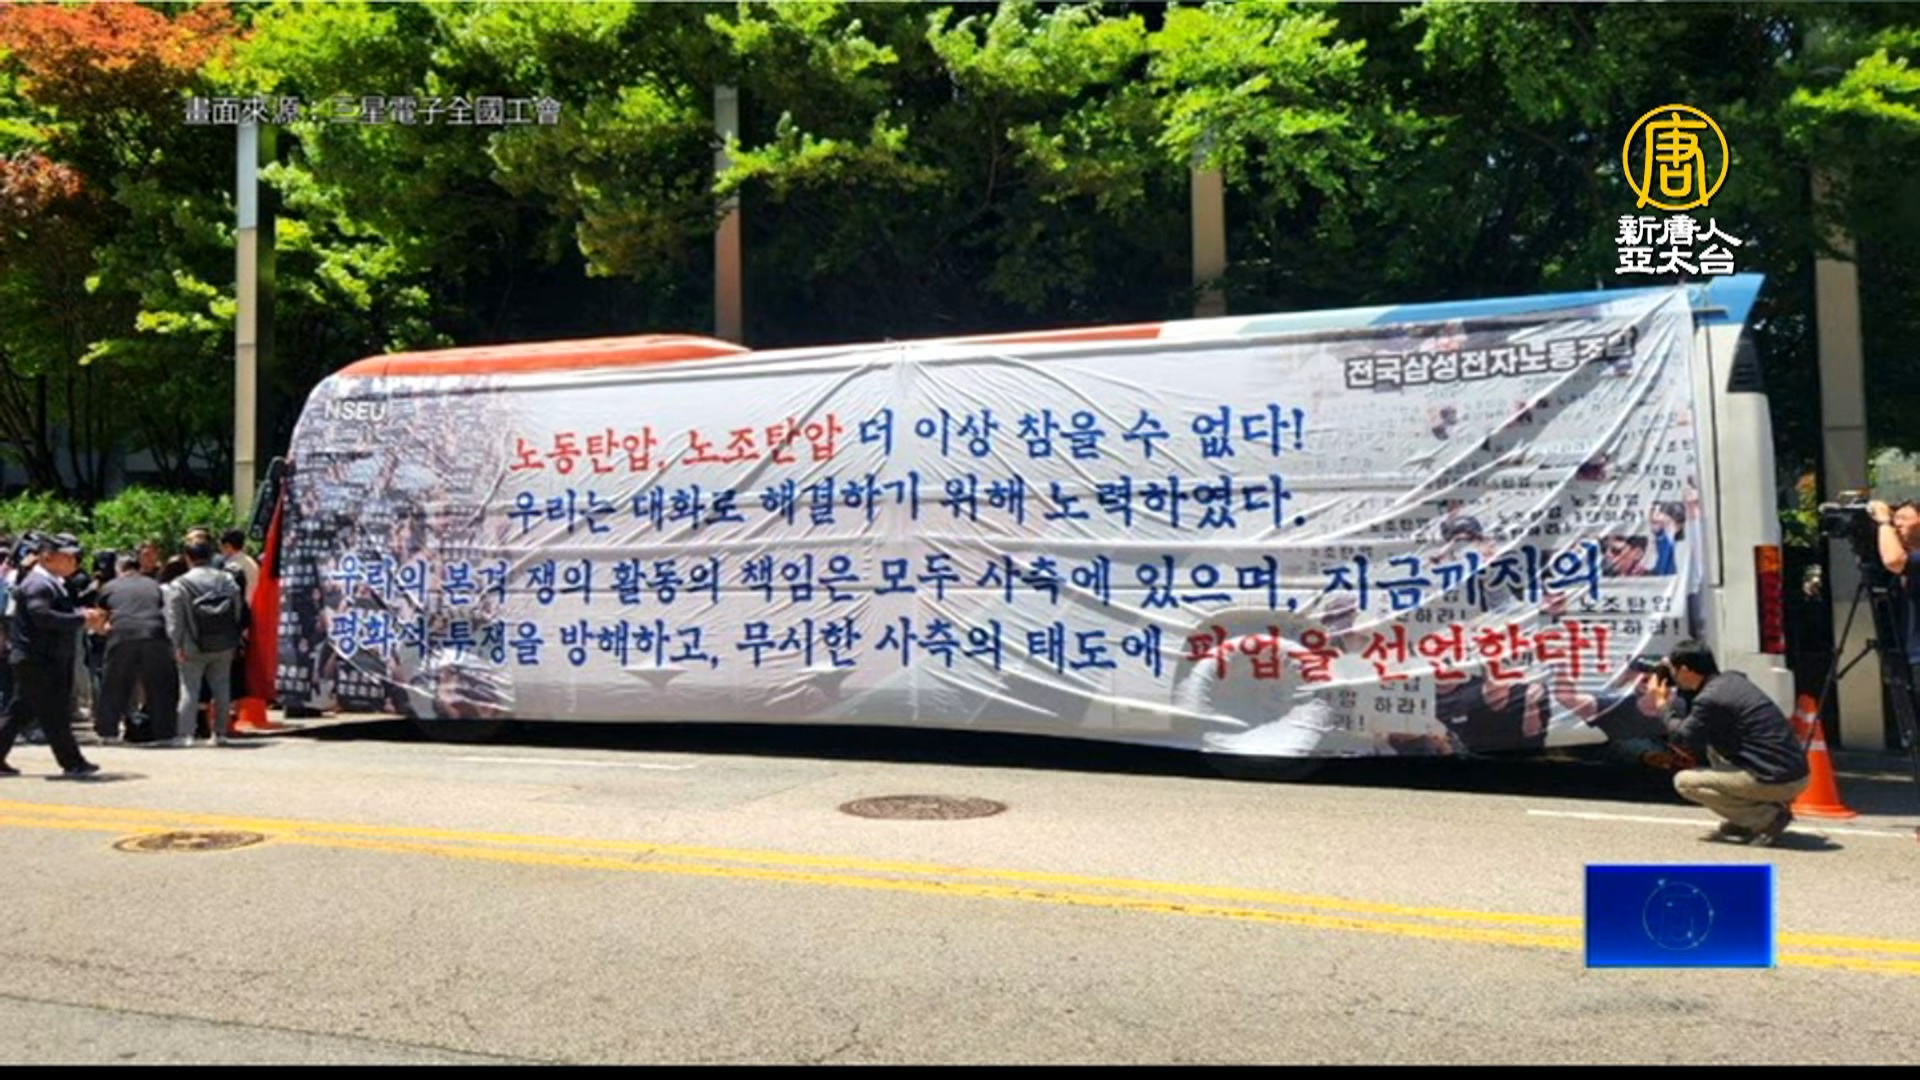 畫面來源：三星電子全國工會
唐
新唐人
亞太台
전국삼성전자노동조합
NSEU
노동탄압, 노조탄압 더 이상 참을 수 없다!
우리는 대화로 해결하기 위해 노력하였다.
우리의 본격 쟁의 활동의 책임은 모두 사측에 있으며, 지금까지의
평화적 투쟁을 방해하고, 무시한 사측의 태도에 파업을 선언한다!